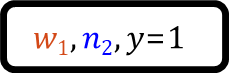 w₁, n₂, y=1